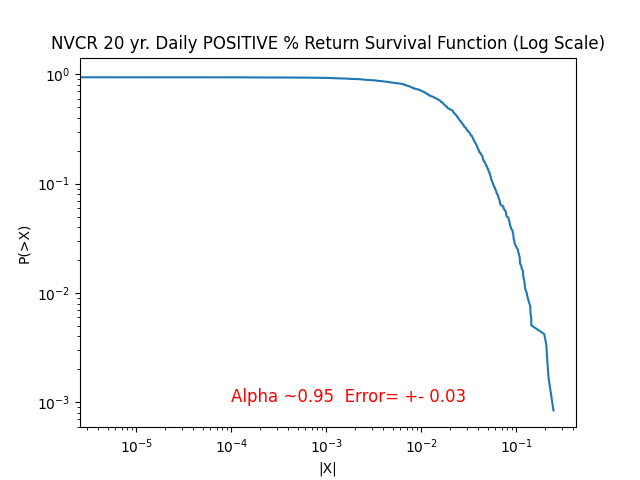 NVCR 20 yr. Daily POSITIVE % Return Survival Function (Log Scale)
10⁰
10⁻¹
10⁻²
10⁻³
P(>X)
Alpha ~0.95  Error= +- 0.03
10⁻⁵ 10⁻⁴ 10⁻³ 10⁻² 10⁻¹
|X|